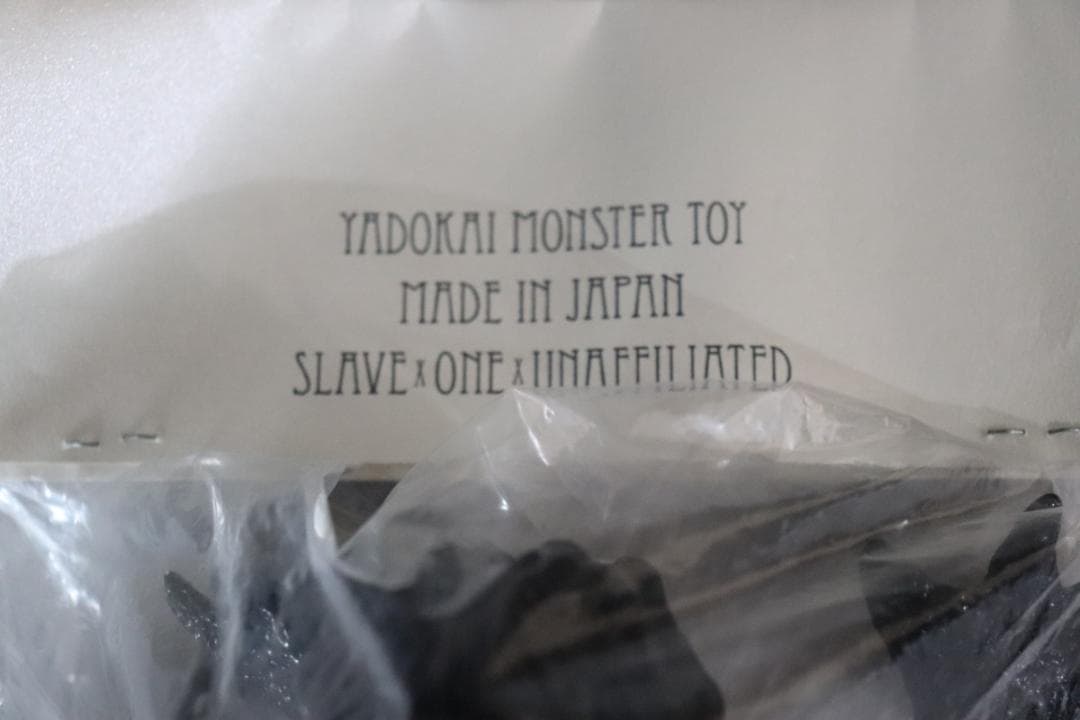 YADOKAI MONSTER TOY
MADE IN JAPAN
SLAVE x ONE x UNAFFILIATED